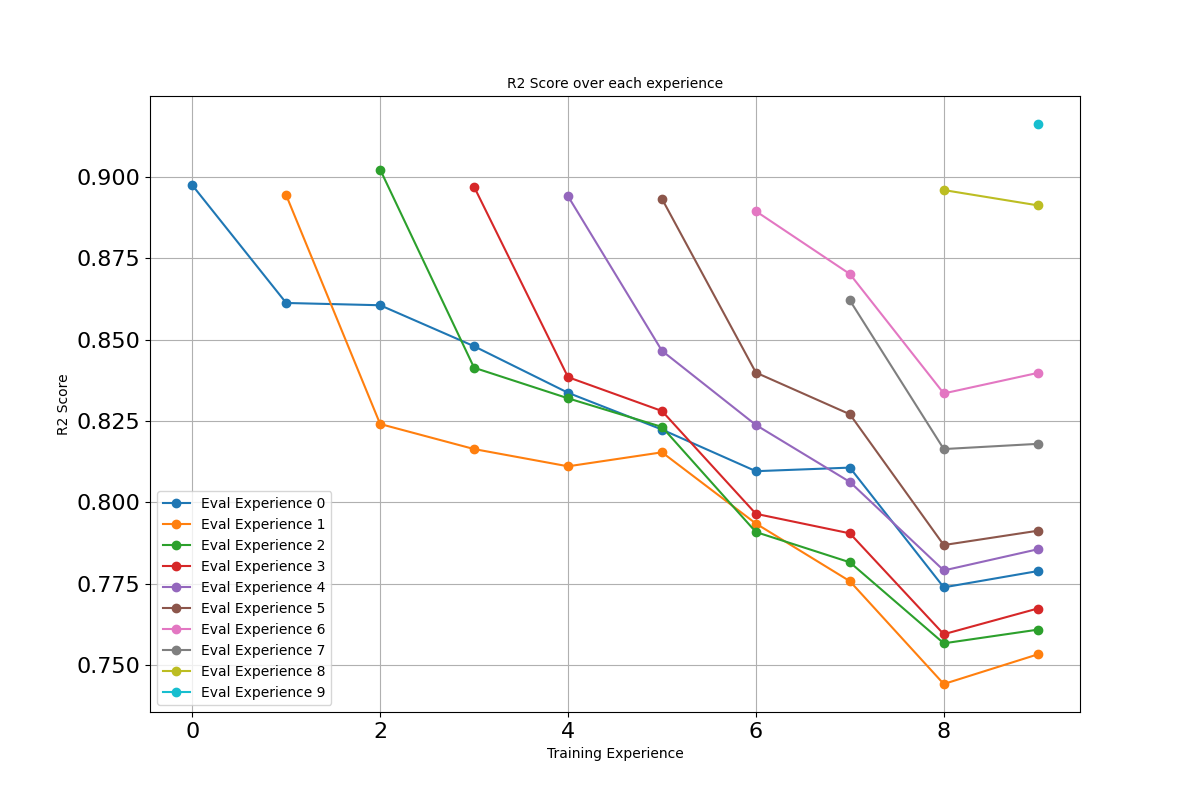 R2 Score over each experience
R2 Score
0.900
0.875
0.850
0.825
0.800
0.775
0.750
Eval Experience 0
Eval Experience 1
Eval Experience 2
Eval Experience 3
Eval Experience 4
Eval Experience 5
Eval Experience 6
Eval Experience 7
Eval Experience 8
Eval Experience 9
0 2 4 6 8
Training Experience